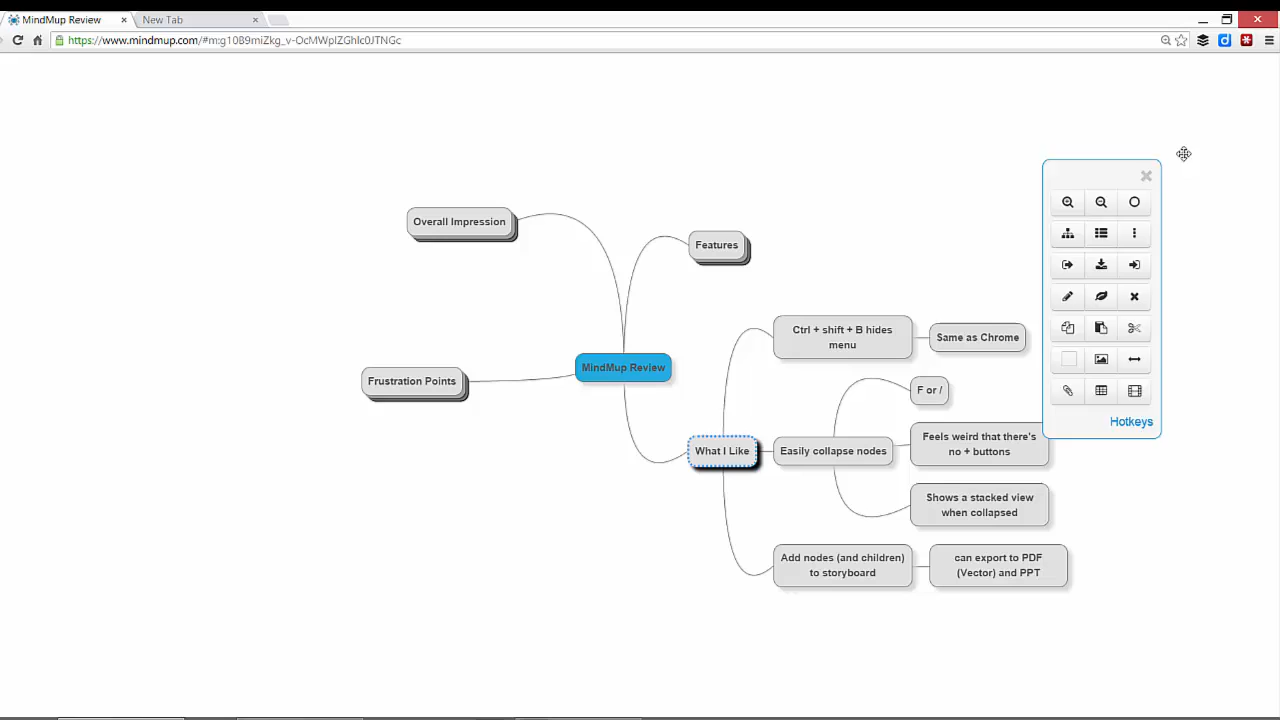 MindMup Review
New Tab
https://www.mindmup.com/#m:g10B9miZkg_v-OcMWpIZGhIc0JTNGc
Overall Impression
Features
Ctrl + shift + B hides
menu
Same as Chrome
MindMup Review
Frustration Points
F or /
What I Like
Easily collapse nodes
Feels weird that there's
no + buttons
Shows a stacked view
when collapsed
Add nodes (and children)
to storyboard
can export to PDF
(Vector) and PPT
Hotkeys